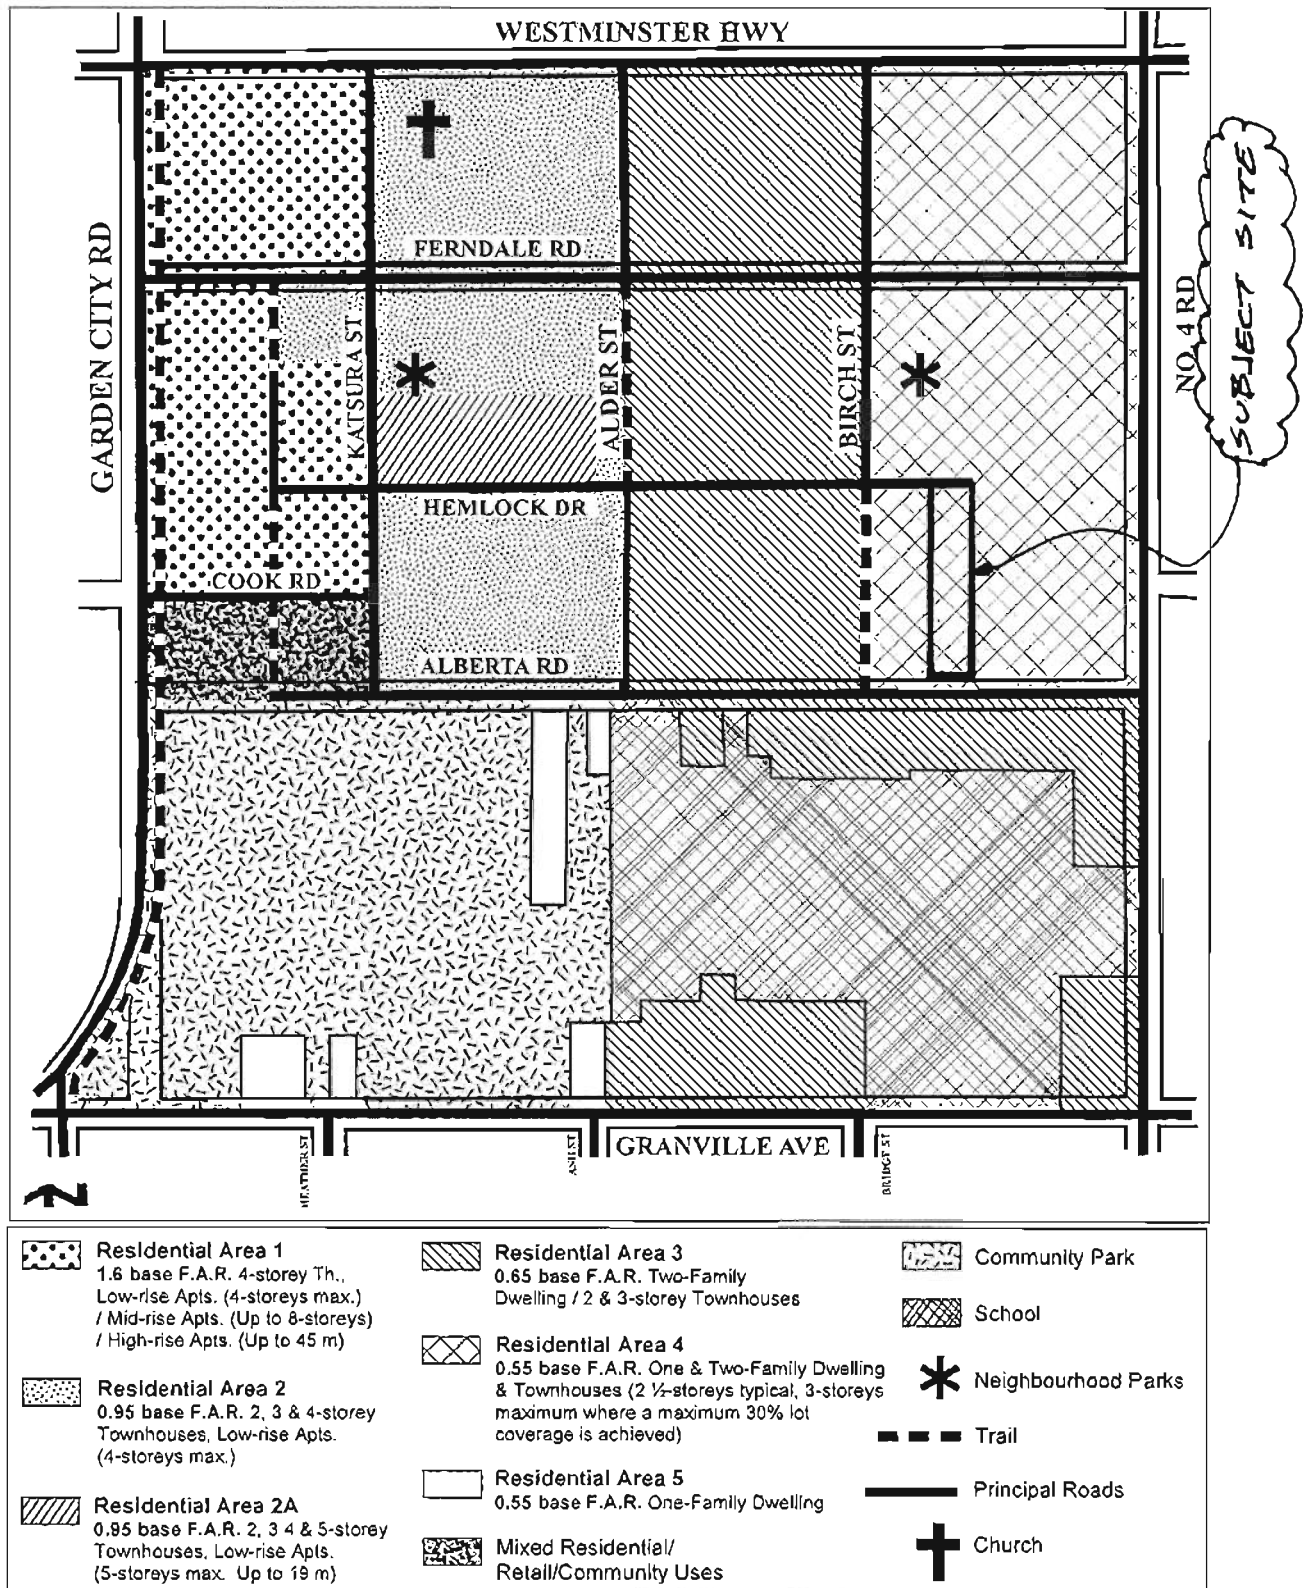 WESTMINSTER HWY
GARDEN CITY RD
FERNDALE RD
KATSURA ST
ALDER ST
BIRCH ST
NO. 4 RD
SUBJECT SITE
HEMLOCK DR
COOK RD
ALBERTA RD
HEATHER ST
ASH ST
GRANVILLE AVE
BRIDGE ST
N
Residential Area 1
1.6 base F.A.R. 4-storey Th.,
Low-rise Apts. (4-storeys max.)
/ Mid-rise Apts. (Up to 8-storeys)
/ High-rise Apts. (Up to 45 m)
Residential Area 2
0.95 base F.A.R. 2, 3 & 4-storey
Townhouses, Low-rise Apts.
(4-storeys max.)
Residential Area 2A
0.95 base F.A.R. 2, 3 4 & 5-storey
Townhouses, Low-rise Apts.
(5-storeys max. Up to 19 m)
Residential Area 3
0.65 base F.A.R. Two-Family
Dwelling / 2 & 3-storey Townhouses
Residential Area 4
0.55 base F.A.R. One & Two-Family Dwelling
& Townhouses (2 ½-storeys typical, 3-storeys
maximum where a maximum 30% lot
coverage is achieved)
Residential Area 5
0.55 base F.A.R. One-Family Dwelling
Mixed Residential/
Retail/Community Uses
Community Park
School
Neighbourhood Parks
Trail
Principal Roads
Church